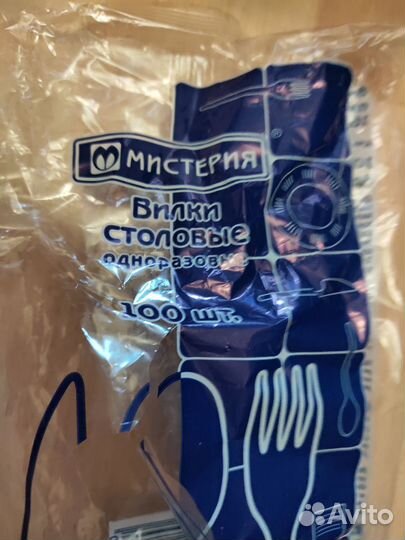 МИСТЕРИЯ®
Вилки
столовые
одноразовые
100 шт.
Avito